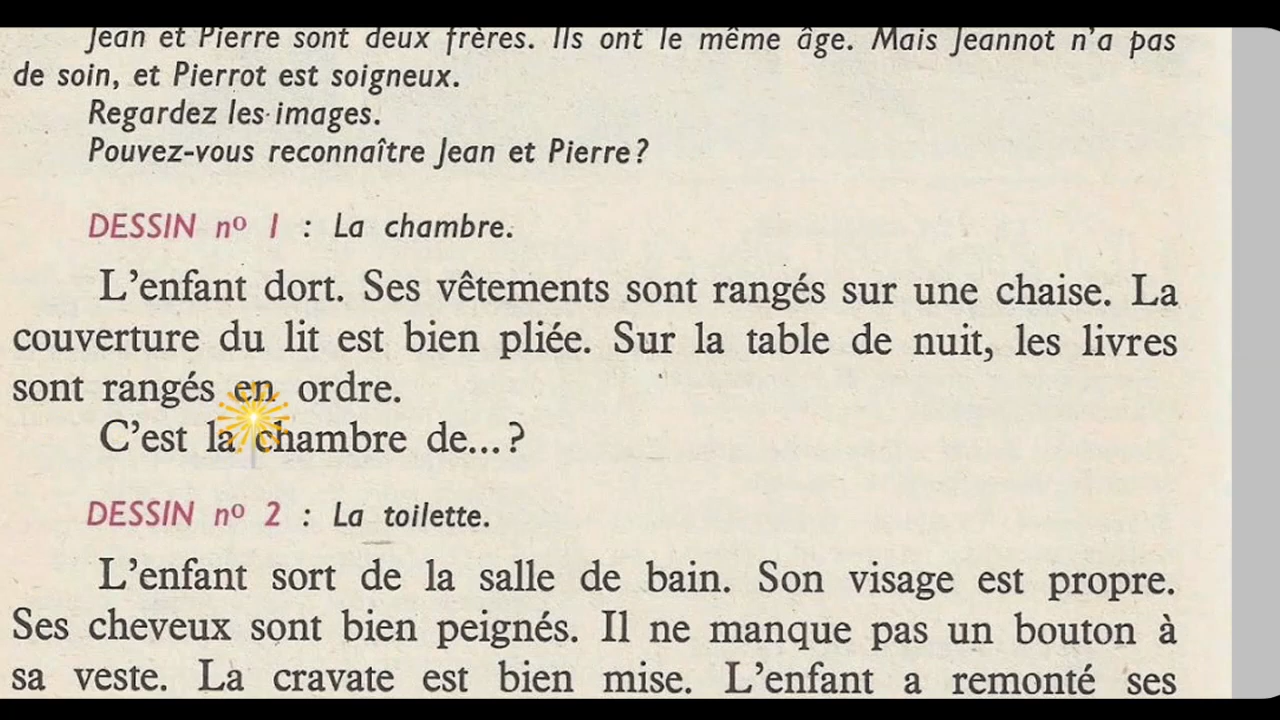 Jean et Pierre sont deux frères. Ils ont le même âge. Mais Jeannot n'a pas
de soin, et Pierrot est soigneux.
Regardez les images.
Pouvez-vous reconnaître Jean et Pierre?
DESSIN nº 1 : La chambre.
L'enfant dort. Ses vêtements sont rangés sur une chaise. La
couverture du lit est bien pliée. Sur la table de nuit, les livres
sont rangés en ordre.
C'est la chambre de...?
DESSIN nº 2 : La toilette.
L'enfant sort de la salle de bain. Son visage est propre.
Ses cheveux sont bien peignés. Il ne manque pas un bouton à
sa veste. La cravate est bien mise. L'enfant a remonté ses